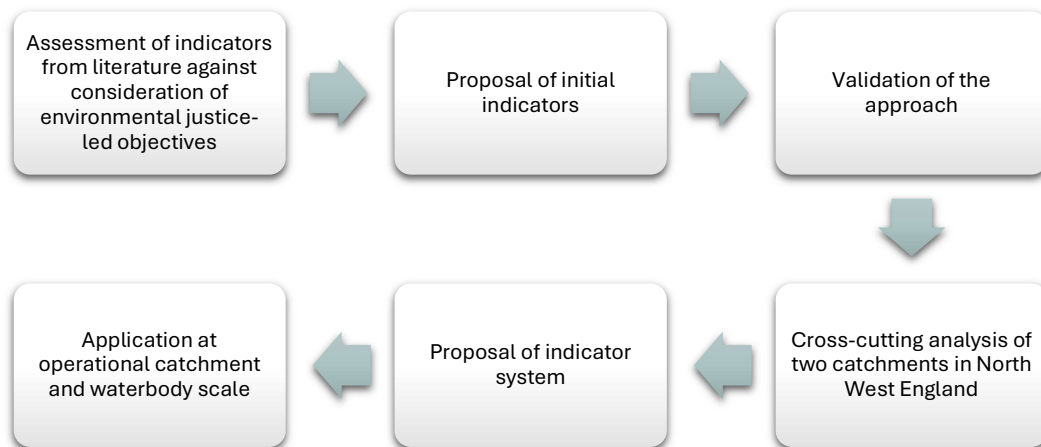 Assessment of indicators
from literature against
consideration of
environmental justice-
led objectives
Proposal of initial
indicators
Validation of the
approach
Cross-cutting analysis of
two catchments in North
West England
Proposal of indicator
system
Application at
operational catchment
and waterbody scale